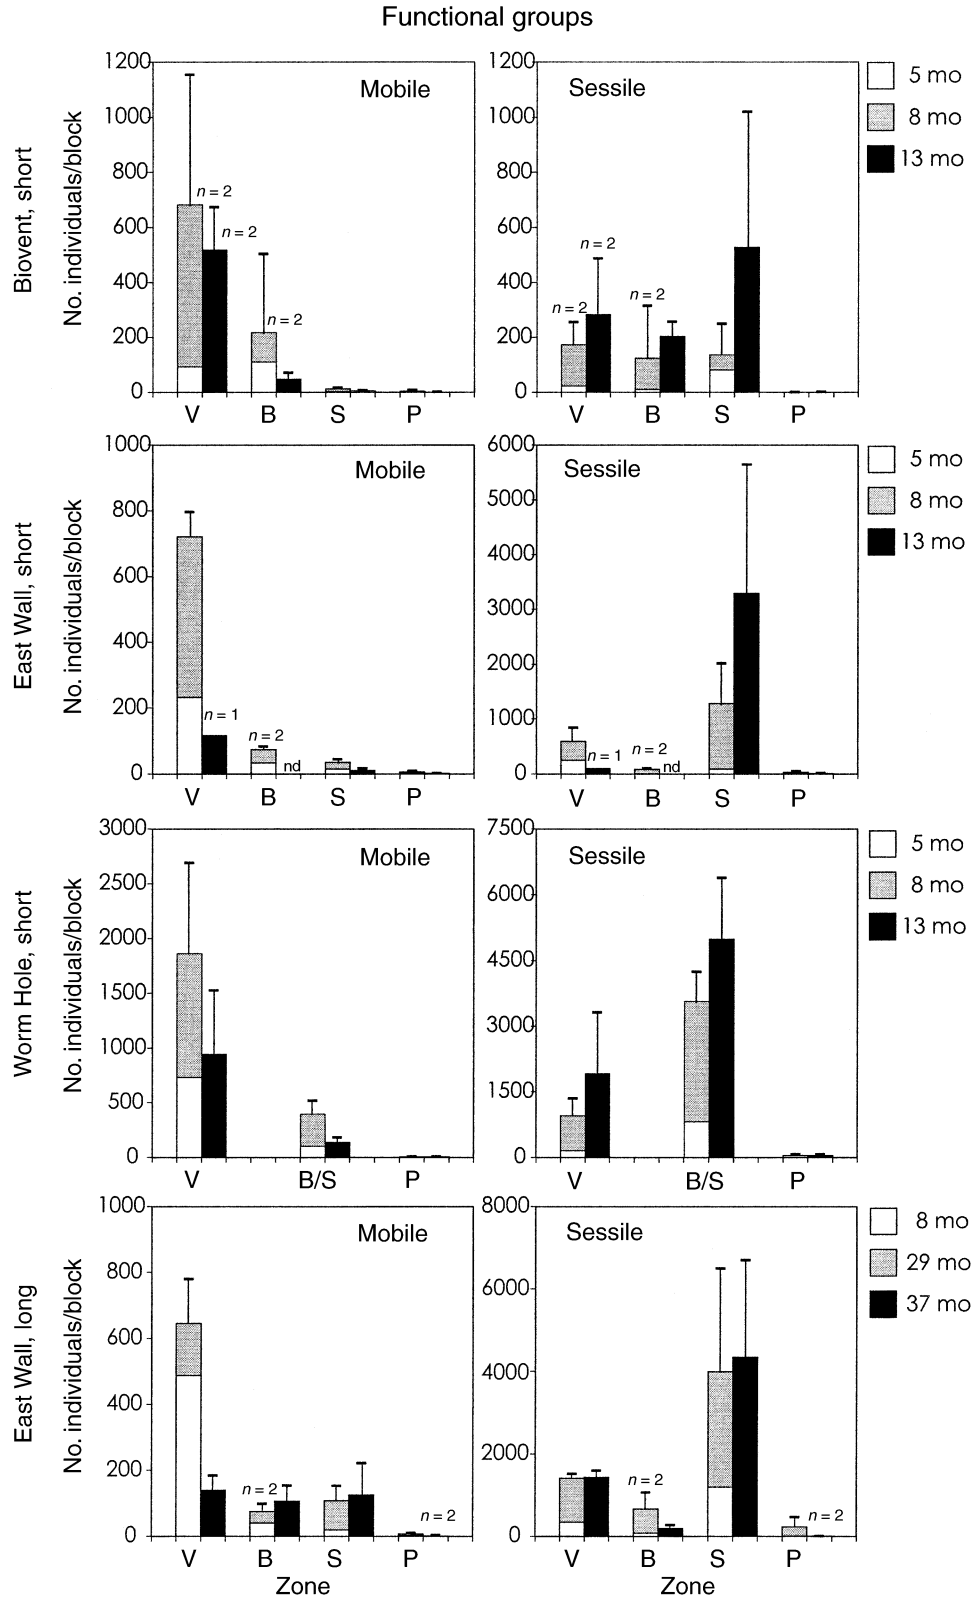 Functional groups
Biovent, short
No. individuals/block
1200
1000
800
600
400
200
0
Mobile
n = 2
n = 2
n = 2
V B S P
1200
1000
800
600
400
200
0
Sessile
n = 2
n = 2
n = 2
V B S P
5 mo
8 mo
13 mo
East Wall, short
No. individuals/block
1000
800
600
400
200
0
Mobile
n = 1
n = 2
nd
V B S P
6000
5000
4000
3000
2000
1000
0
Sessile
n = 1
n = 2
nd
V B S P
5 mo
8 mo
13 mo
Worm Hole, short
No. individuals/block
3000
2500
2000
1500
1000
500
0
Mobile
V B/S P
7500
6000
4500
3000
1500
0
Sessile
V B/S P
5 mo
8 mo
13 mo
East Wall, long
No. individuals/block
1000
800
600
400
200
0
Mobile
n = 2
n = 2
V B S P
Zone
8000
6000
4000
2000
0
Sessile
n = 2
n = 2
V B S P
Zone
8 mo
29 mo
37 mo